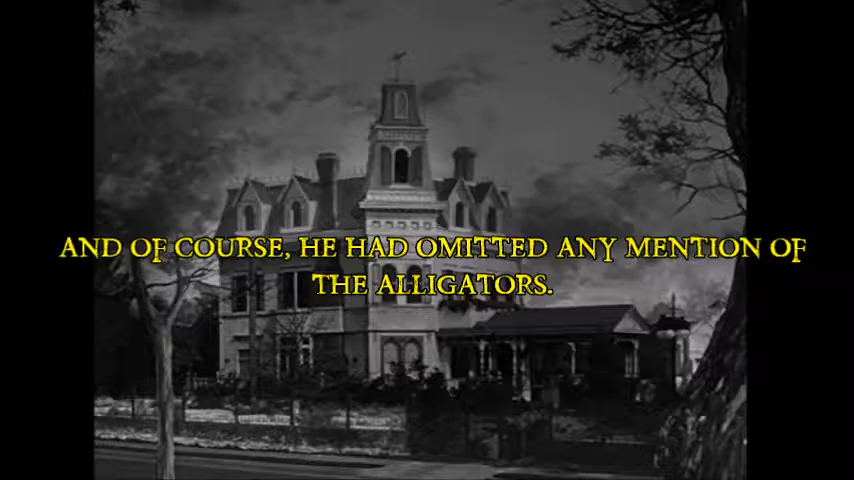 AND OF COURSE, HE HAD OMITTED ANY MENTION OF
THE ALLIGATORS.